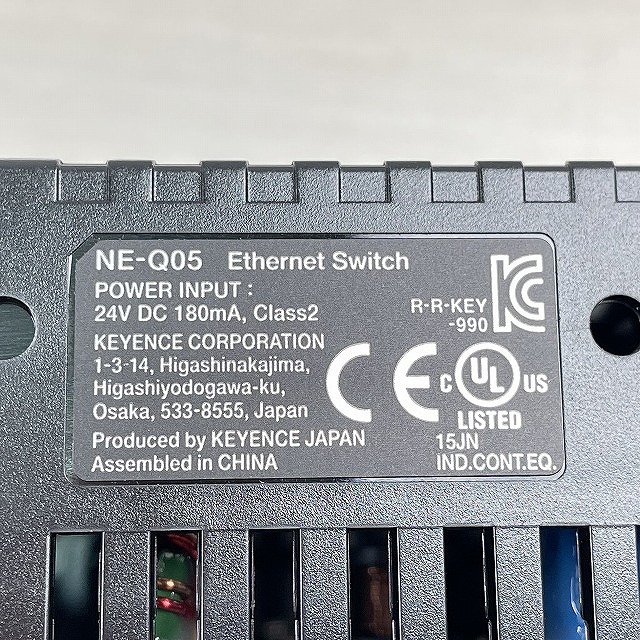 NE-Q05 Ethernet Switch
POWER INPUT :
24V DC 180mA, Class2
R-R-KEY
-990
KC
KEYENCE CORPORATION
1-3-14, Higashinakajima,
Higashiyodogawa-ku,
Osaka, 533-8555, Japan
CE
C UL US
LISTED
Produced by KEYENCE JAPAN
15JN
Assembled in CHINA
IND.CONT.EQ.